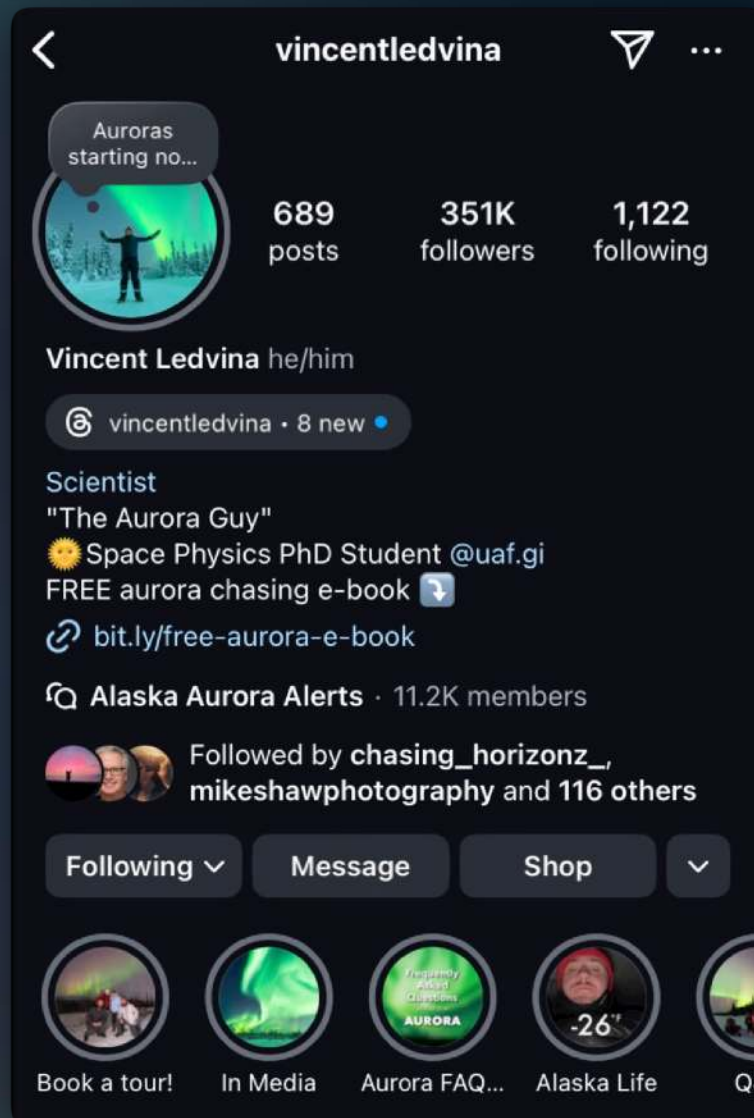 vincentledvina
Auroras
starting no...
689
posts
351K
followers
1,122
following
Vincent Ledvina he/him
vincentledvina • 8 new
Scientist
"The Aurora Guy"
🌞Space Physics PhD Student @uaf.gi
FREE aurora chasing e-book ⤵️
bit.ly/free-aurora-e-book
Alaska Aurora Alerts · 11.2K members
Followed by chasing_horizonz_,
mikeshawphotography and 116 others
Following
Message
Shop
Frequently
Asked
Questions
AURORA
-26°F
Book a tour!
In Media
Aurora FAQ...
Alaska Life
Q